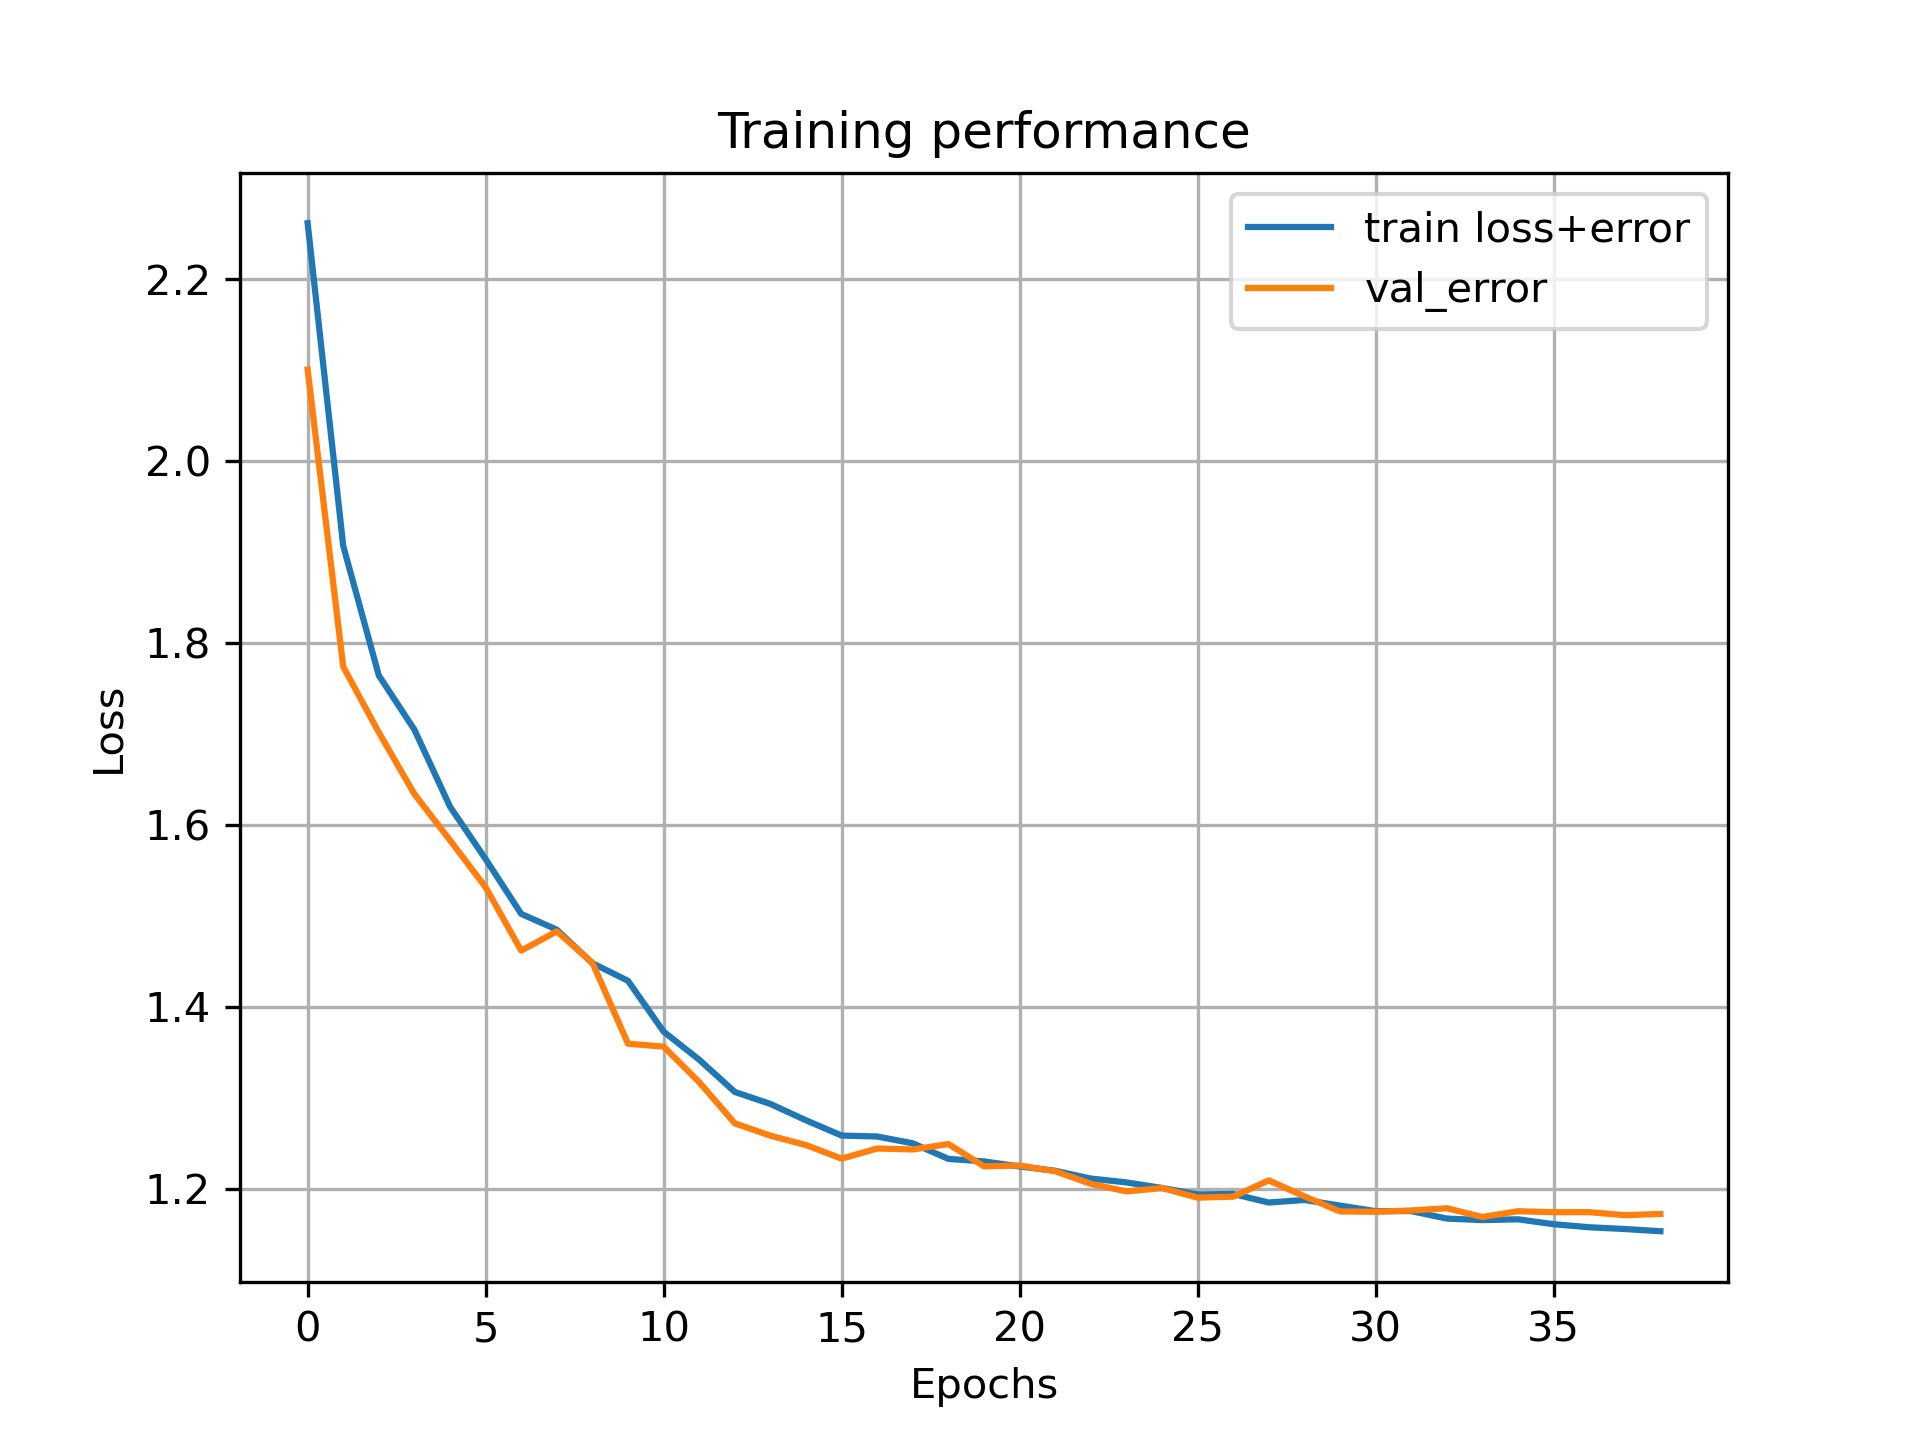 Training performance
train loss+error
val_error
2.2
2.0
1.8
1.6
1.4
1.2
Loss
0 5 10 15 20 25 30 35
Epochs